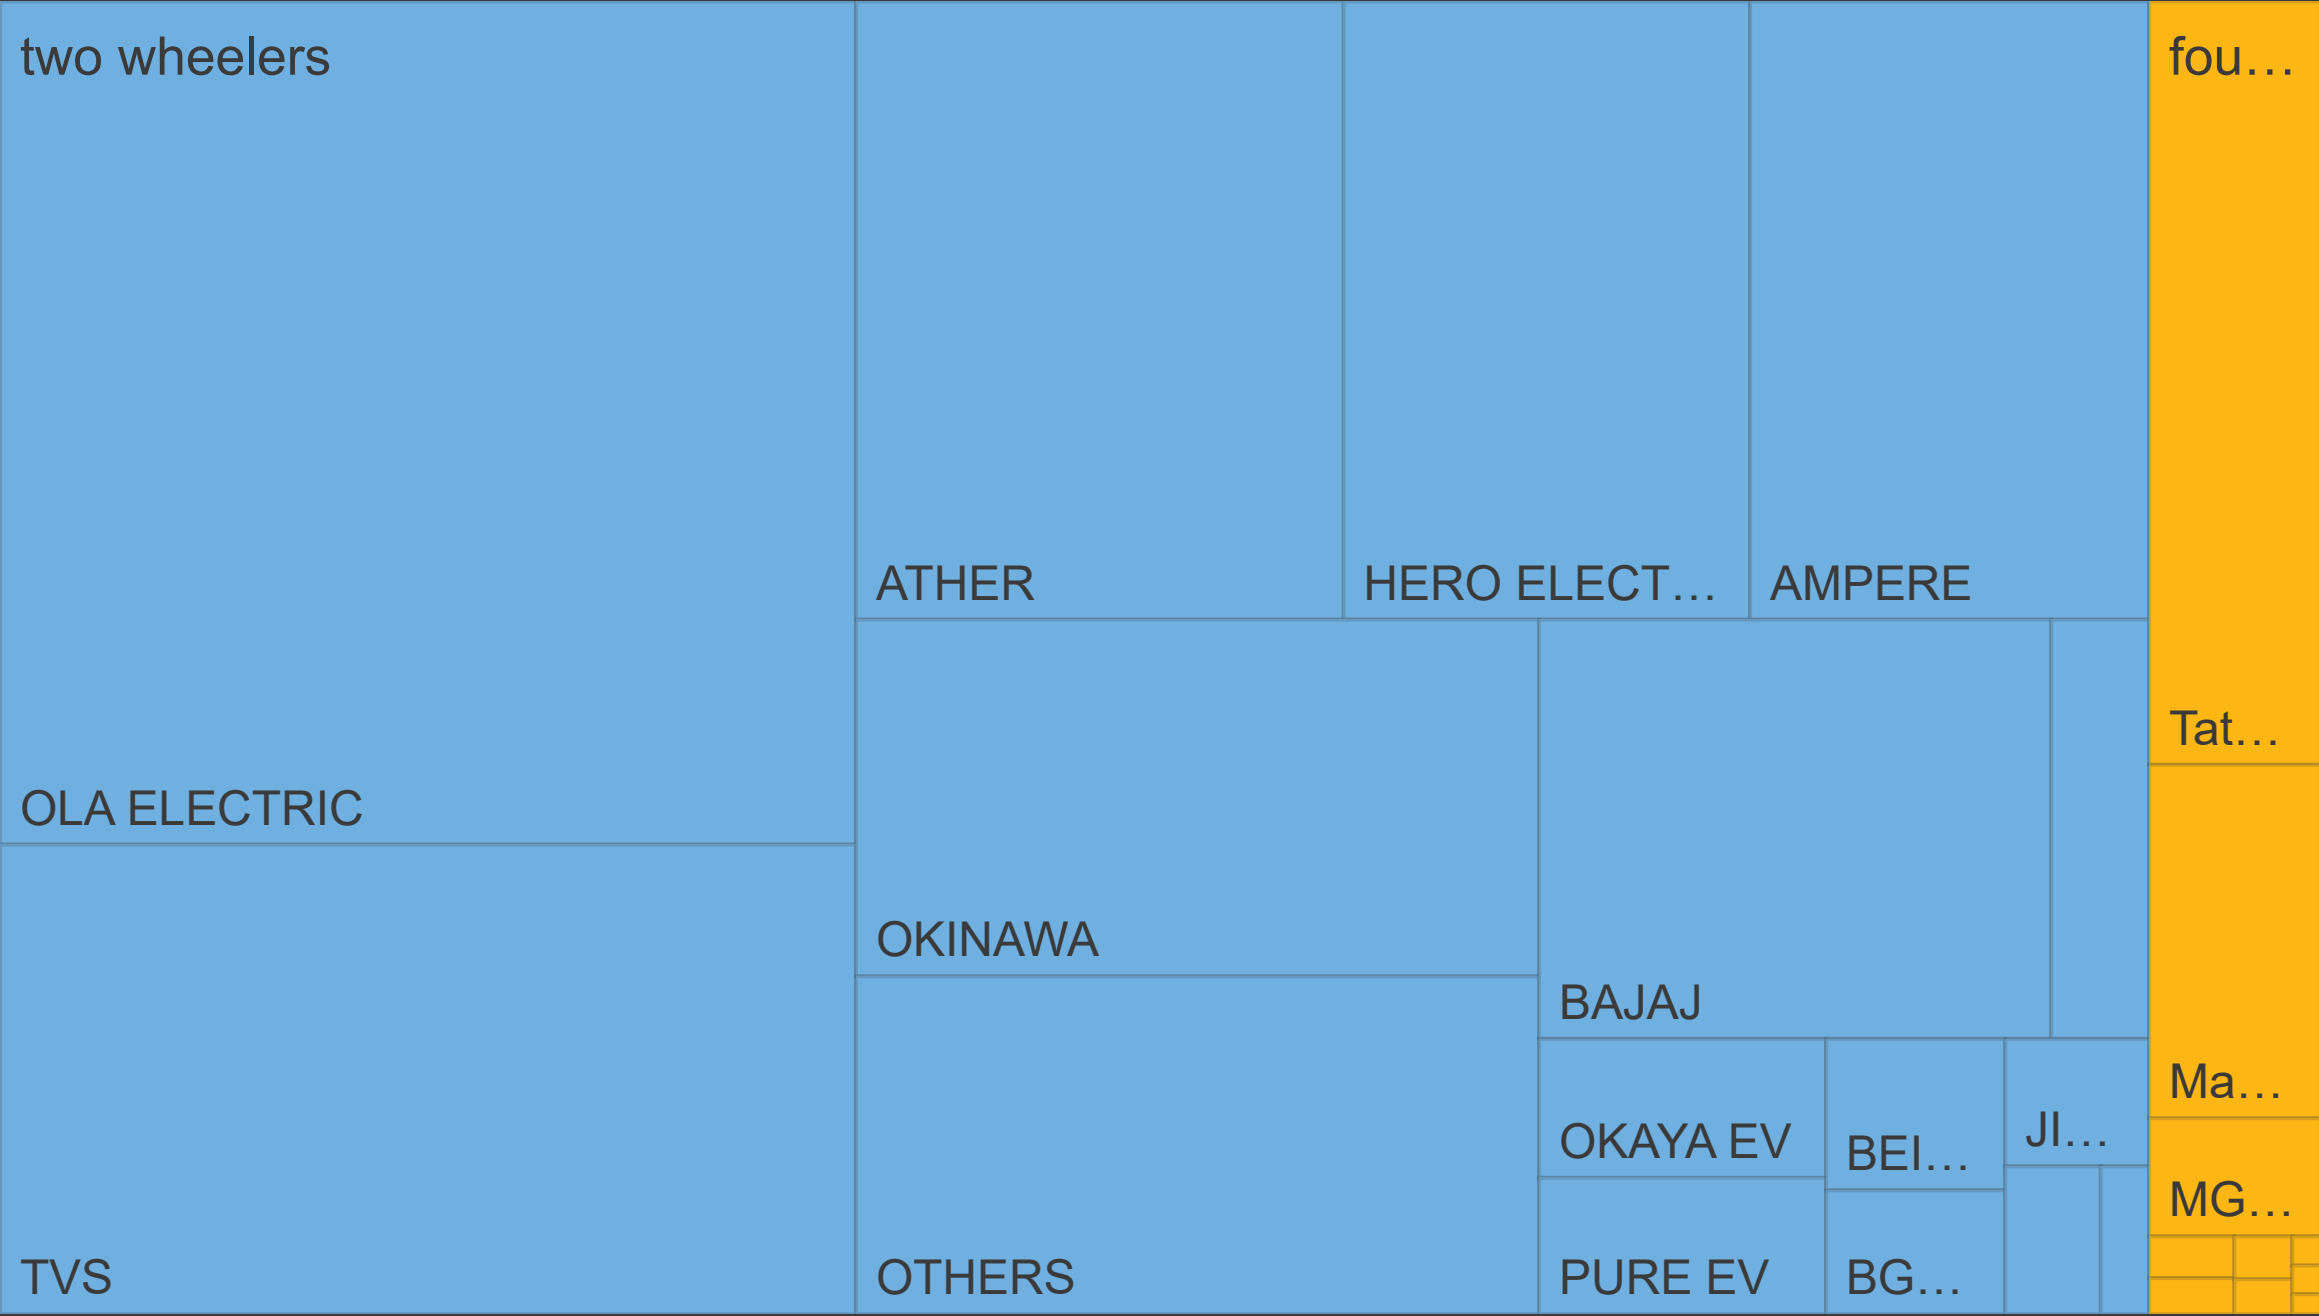 two wheelers
fou…
ATHER
HERO ELECT…
AMPERE
Tat…
OLA ELECTRIC
OKINAWA
BAJAJ
Ma…
OKAYA EV
BEI…
JI…
MG…
TVS
OTHERS
PURE EV
BG…